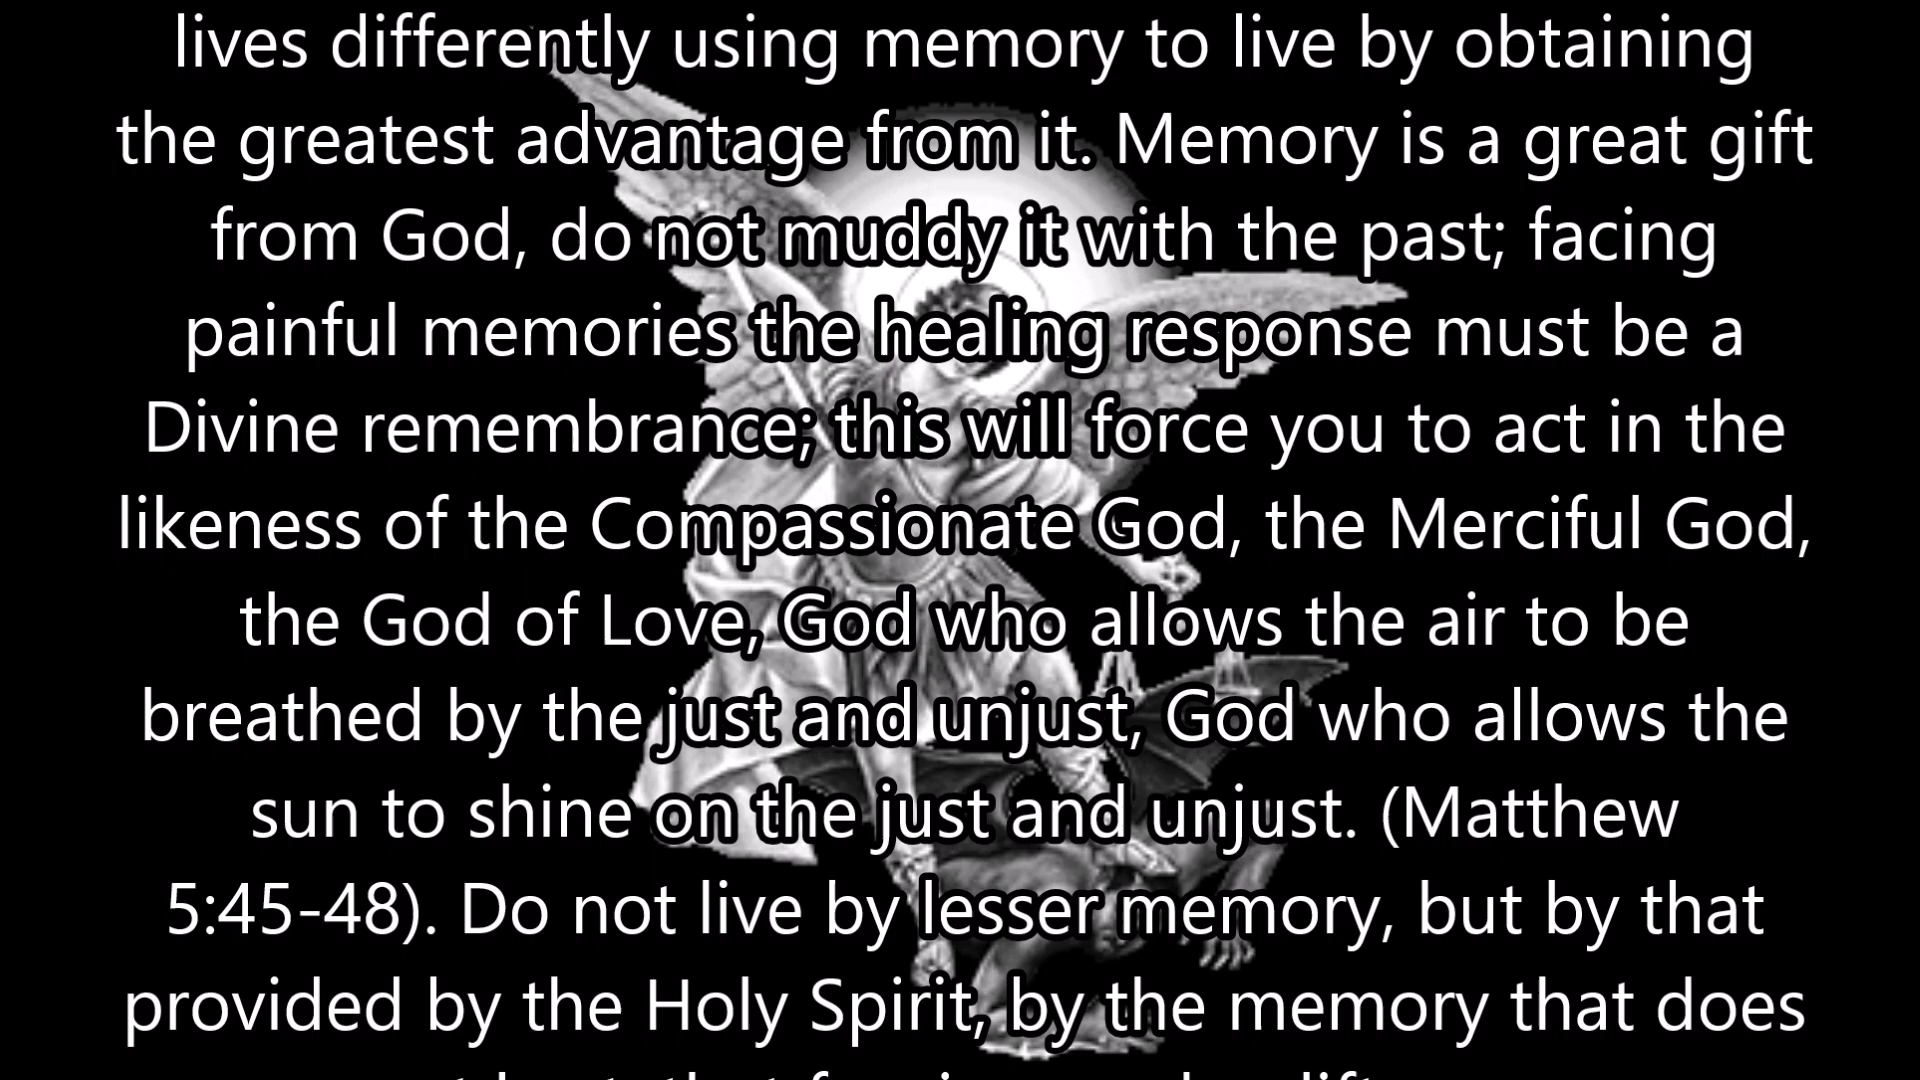 lives differently using memory to live by obtaining
the greatest advantage from it. Memory is a great gift
from God, do not muddy it with the past; facing
painful memories the healing response must be a
Divine remembrance; this will force you to act in the
likeness of the Compassionate God, the Merciful God,
the God of Love, God who allows the air to be
breathed by the just and unjust, God who allows the
sun to shine on the just and unjust. (Matthew
5:45-48). Do not live by lesser memory, but by that
provided by the Holy Spirit, by the memory that does